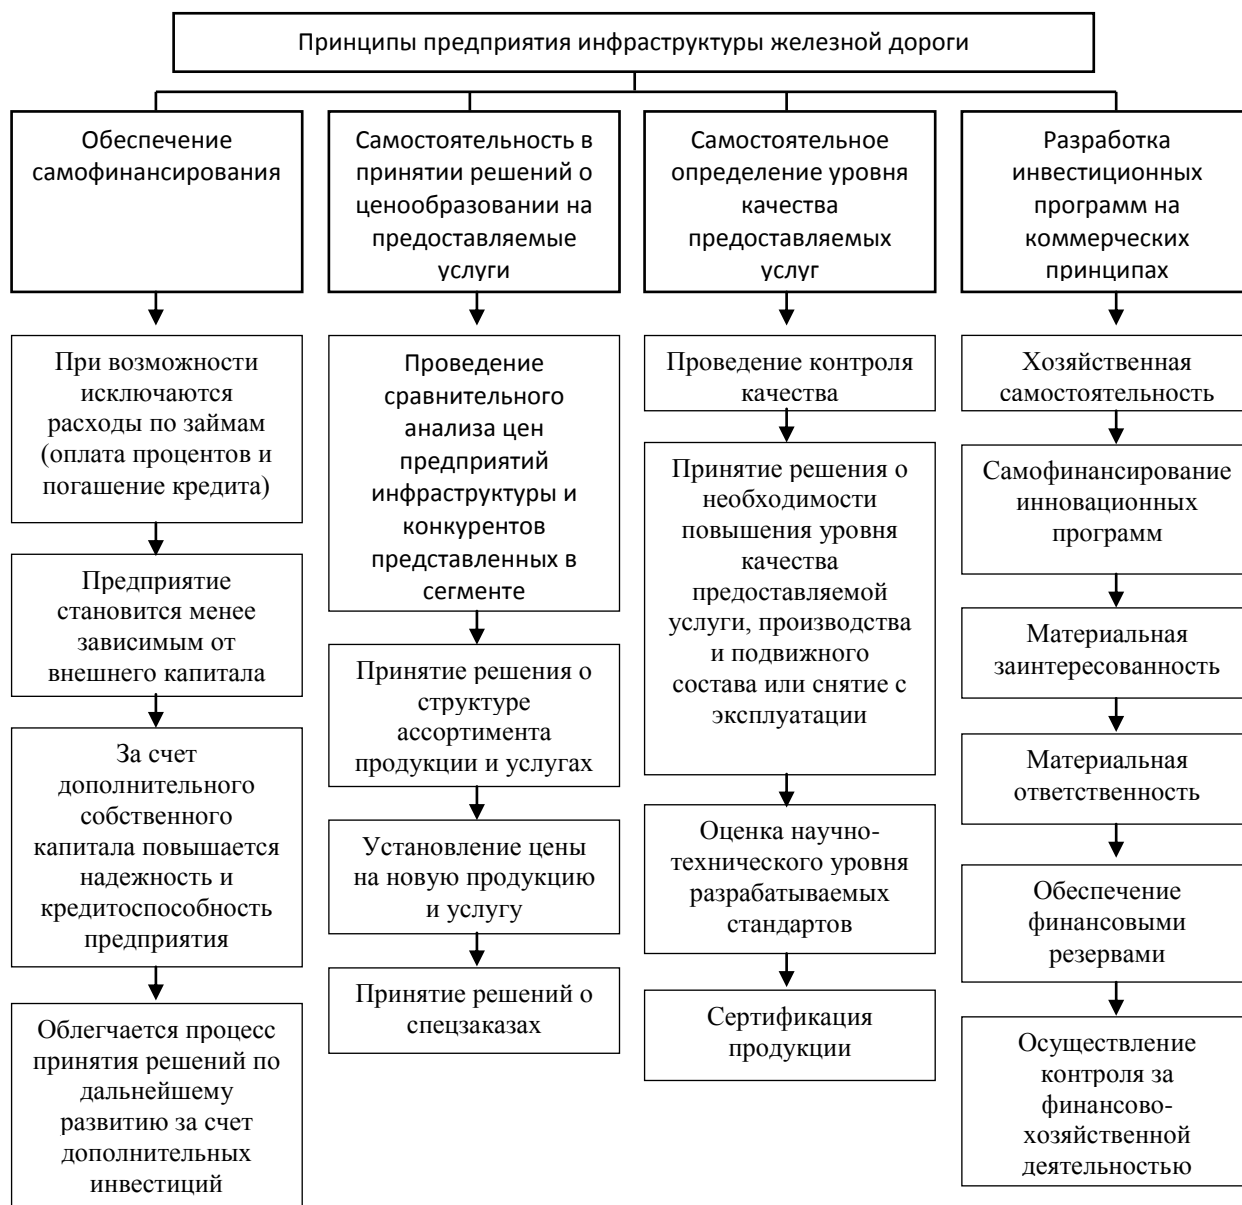 Принципы предприятия инфраструктуры железной дороги
Обеспечение
самофинансирования
При возможности
исключаются
расходы по займам
(оплата процентов и
погашение кредита)
Предприятие
становится менее
зависимым от
внешнего капитала
За счет
дополнительного
собственного
капитала повышается
надежность и
кредитоспособность
предприятия
Облегчается процесс
принятия решений по
дальнейшему
развитию за счет
дополнительных
инвестиций
Самостоятельность в
принятии решений о
ценообразовании на
предоставляемые
услуги
Проведение
сравнительного
анализа цен
предприятий
инфраструктуры и
конкурентов
представленных в
сегменте
Принятие решения о
структуре
ассортимента
продукции и услугах
Установление цены
на новую продукцию
и услугу
Принятие решений о
спецзаказах
Самостоятельное
определение уровня
качества
предоставляемых
услуг
Проведение контроля
качества
Принятие решения о
необходимости
повышения уровня
качества
предоставляемой
услуги, производства
и подвижного
состава или снятие с
эксплуатации
Оценка научно-
технического уровня
разрабатываемых
стандартов
Сертификация
продукции
Разработка
инвестиционных
программ на
коммерческих
принципах
Хозяйственная
самостоятельность
Самофинансирование
инновационных
программ
Материальная
заинтересованность
Материальная
ответственность
Обеспечение
финансовыми
резервами
Осуществление
контроля за
финансово-
хозяйственной
деятельностью